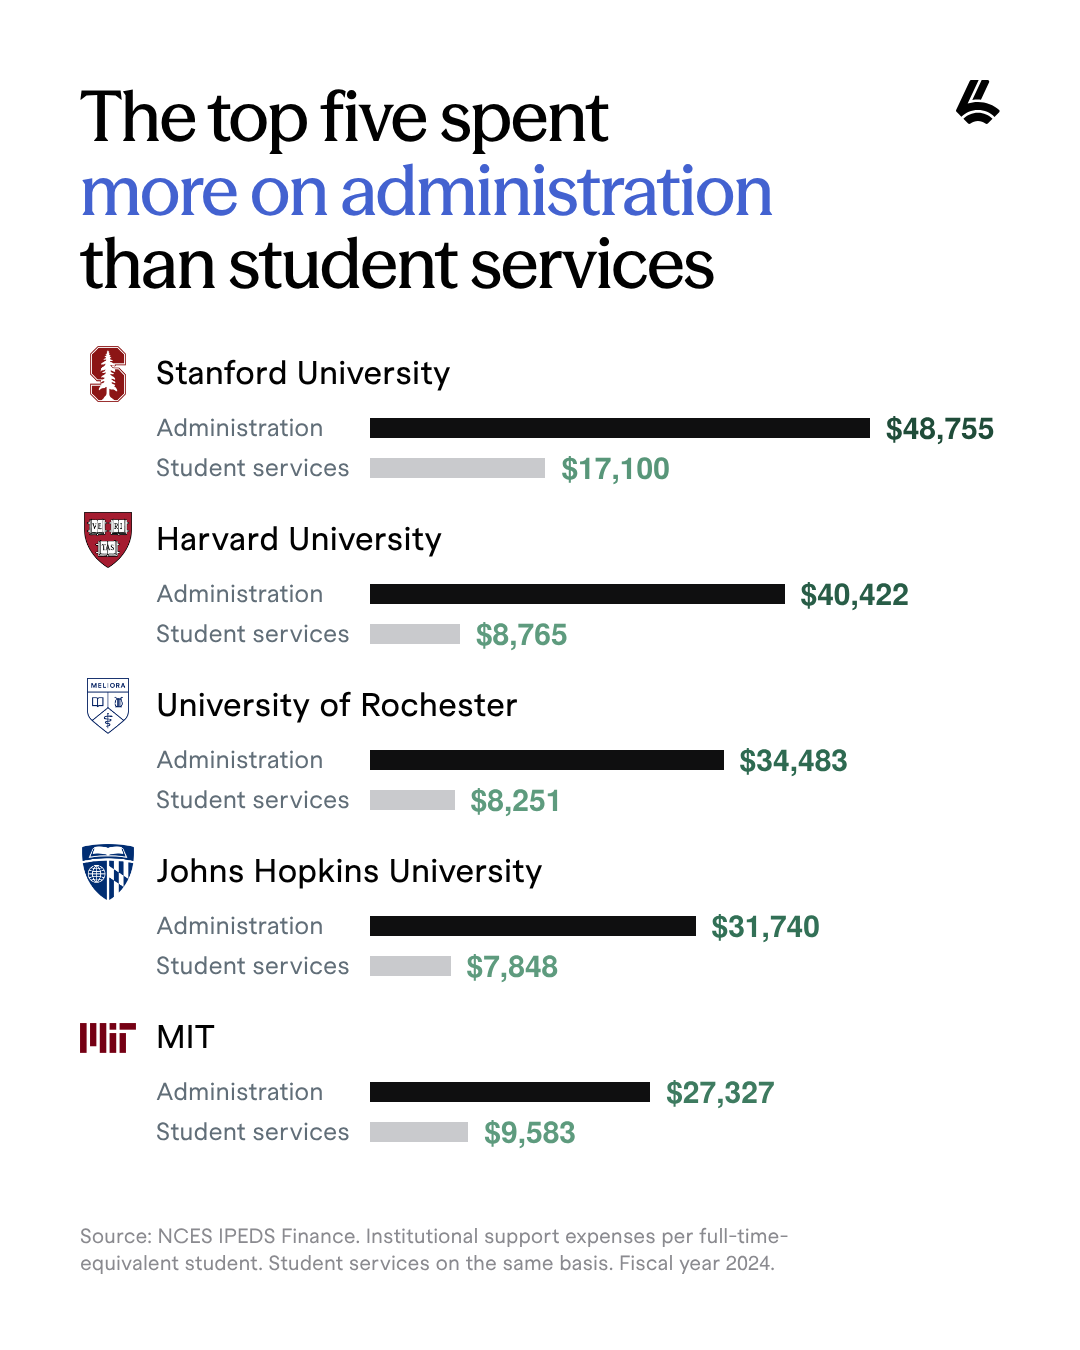 The top five spent
more on administration
than student services
Stanford University
Administration $48,755
Student services $17,100
VE RI
TAS
Harvard University
Administration $40,422
Student services $8,765
MELIORA
University of Rochester
Administration $34,483
Student services $8,251
Johns Hopkins University
Administration $31,740
Student services $7,848
MIT
Administration $27,327
Student services $9,583
Source: NCES IPEDS Finance. Institutional support expenses per full-time-
equivalent student. Student services on the same basis. Fiscal year 2024.